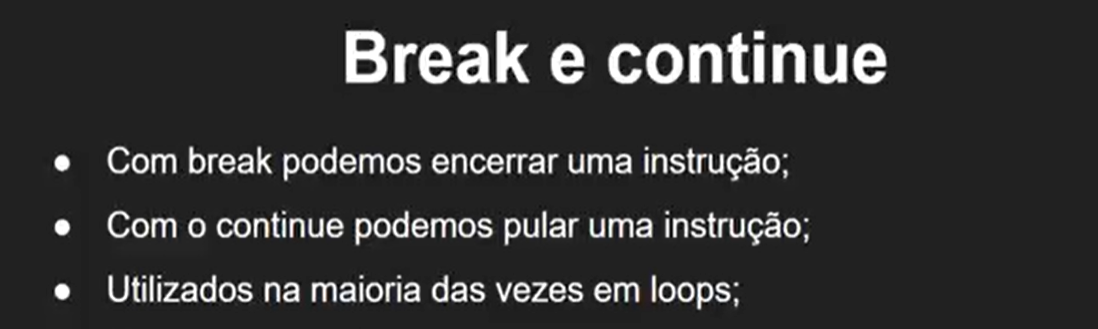 Break e continue
● Com break podemos encerrar uma instrução;
● Com o continue podemos pular uma instrução;
● Utilizados na maioria das vezes em loops;